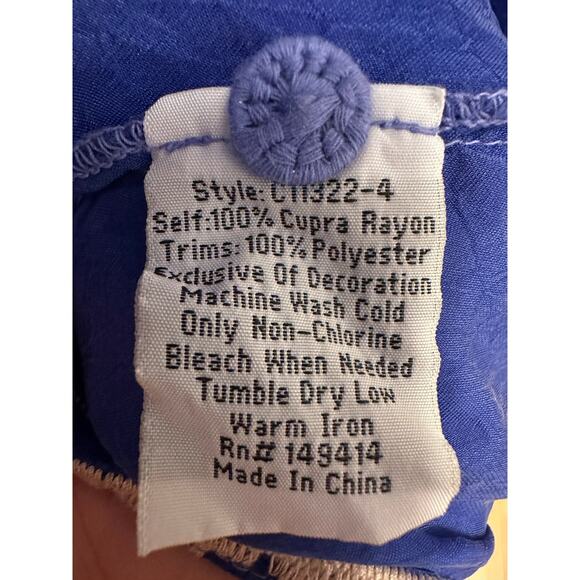 Style: C11322-4
Self:100% Cupra Rayon
Trims: 100% Polyester
Exclusive Of Decoration
Machine Wash Cold
Only Non-Chlorine
Bleach When Needed
Tumble Dry Low
Warm Iron
Rn# 149414
Made In China